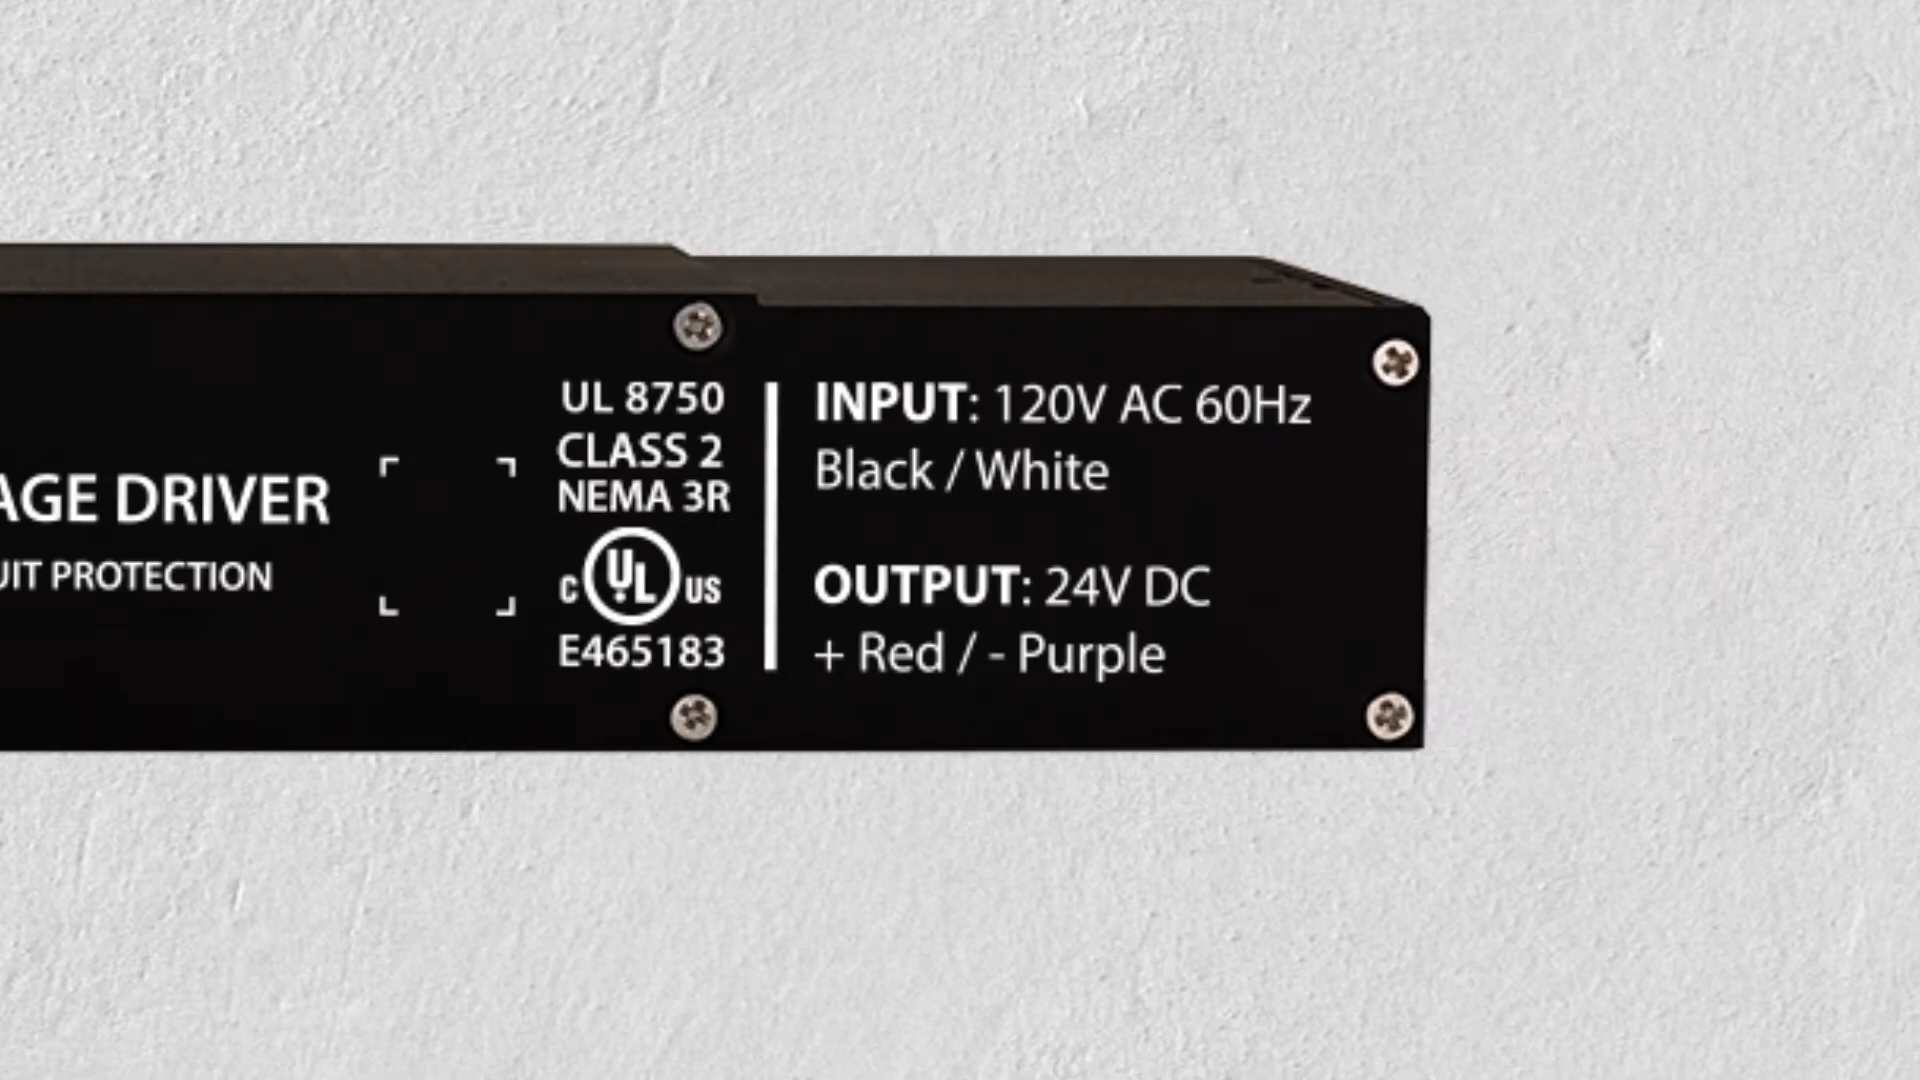 AGE DRIVER
UIT PROTECTION
UL 8750
CLASS 2
NEMA 3R
C UL US
E465183
INPUT: 120V AC 60Hz
Black / White
OUTPUT: 24V DC
+ Red / - Purple